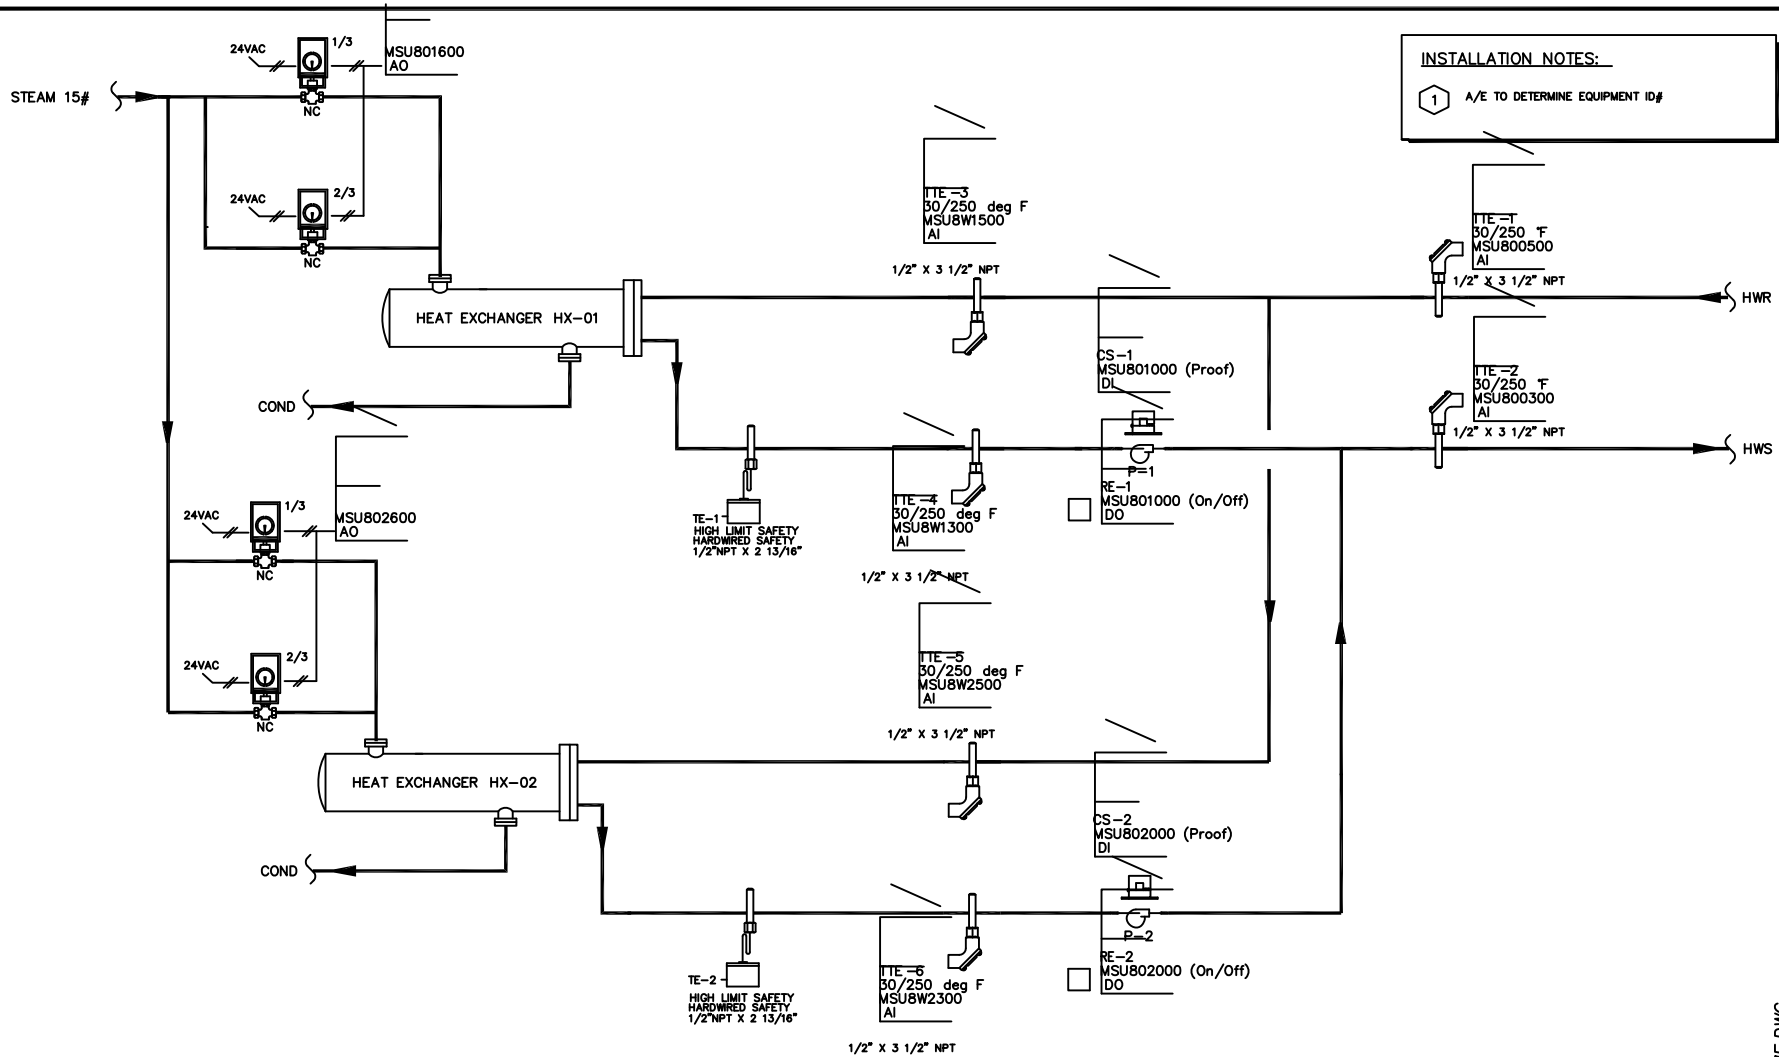 INSTALLATION NOTES:
1 A/E TO DETERMINE EQUIPMENT ID#
STEAM 15#
24VAC
1/3
MSU801600
AO
NC
24VAC
2/3
NC
HEAT EXCHANGER HX-01
COND
TTE-3
30/250 deg F
MSU8W1500
AI
1/2" X 3 1/2" NPT
TTE-1
30/250 °F
MSU800500
AI
1/2" X 3 1/2" NPT
HWR
CS-1
MSU801000 (Proof)
DI
TTE-2
30/250 °F
MSU800300
AI
1/2" X 3 1/2" NPT
HWS
TE-1
HIGH LIMIT SAFETY
HARDWIRED SAFETY
1/2"NPT X 2 13/16"
TTE-4
30/250 deg F
MSU8W1300
AI
1/2" X 3 1/2" NPT
P-1
RE-1
MSU801000 (On/Off)
DO
24VAC
1/3
MSU802600
AO
NC
24VAC
2/3
NC
HEAT EXCHANGER HX-02
COND
TTE-5
30/250 deg F
MSU8W2500
AI
1/2" X 3 1/2" NPT
CS-2
MSU802000 (Proof)
DI
TE-2
HIGH LIMIT SAFETY
HARDWIRED SAFETY
1/2"NPT X 2 13/16"
TTE-6
30/250 deg F
MSU8W2300
AI
1/2" X 3 1/2" NPT
P-2
RE-2
MSU802000 (On/Off)
DO